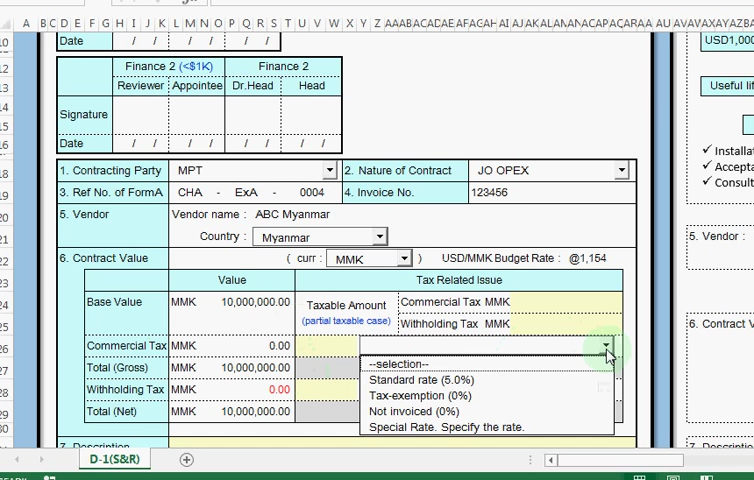 Date / / / / / /
USD1,000
Finance 2 (<$1K) Finance 2
Reviewer Appointee Dr.Head Head
Useful li
Signature
Date / / / / / / / /
✓ Installa
✓ Accepta
✓ Consult
1. Contracting Party MPT 2. Nature of Contract JO OPEX
3. Ref No. of FormA CHA - ExA - 0004 4. Invoice No. 123456
5. Vendor Vendor name : ABC Myanmar
Country : Myanmar
5. Vendor :
6. Contract Value ( curr : MMK ) USD/MMK Budget Rate : @1,154
Value Tax Related Issue
Base Value MMK 10,000,000.00 Taxable Amount Commercial Tax MMK
(partial taxable case) Withholding Tax MMK
6. Contract V
Commercial Tax MMK 0.00
--selection--
Total (Gross) MMK 10,000,000.00
Standard rate (5.0%)
Withholding Tax MMK 0.00
Tax-exemption (0%)
Total (Net) MMK 10,000,000.00
Not invoiced (0%)
Special Rate. Specify the rate.
7. Description
7. Description
D-1(S&R)